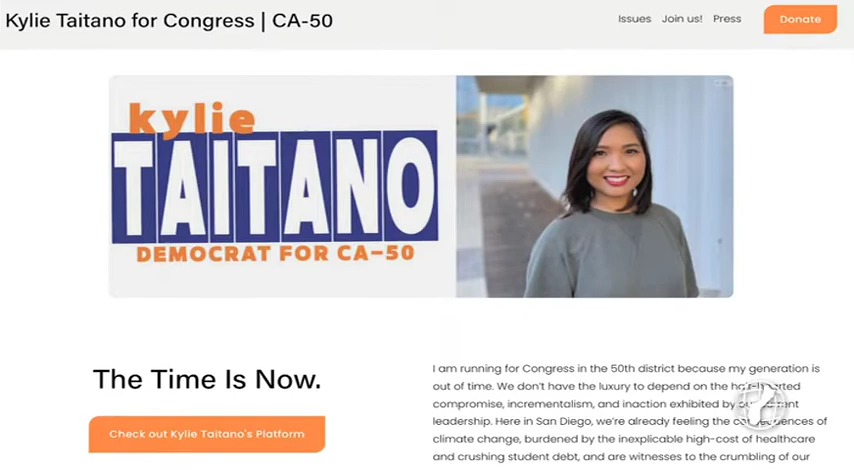 Kylie Taitano for Congress | CA-50
Issues Join us! Press Donate
kylie
TAITANO
DEMOCRAT FOR CA-50
The Time Is Now.
Check out Kylie Taitano's Platform
I am running for Congress in the 50th district because my generation is
out of time. We don't have the luxury to depend on the
compromise, incrementalism, and inaction exhibited by
leadership. Here in San Diego, we're already feeling the consequences of
climate change, burdened by the inexplicable high-cost of healthcare
and crushing student debt, and are witnesses to the crumbling of our